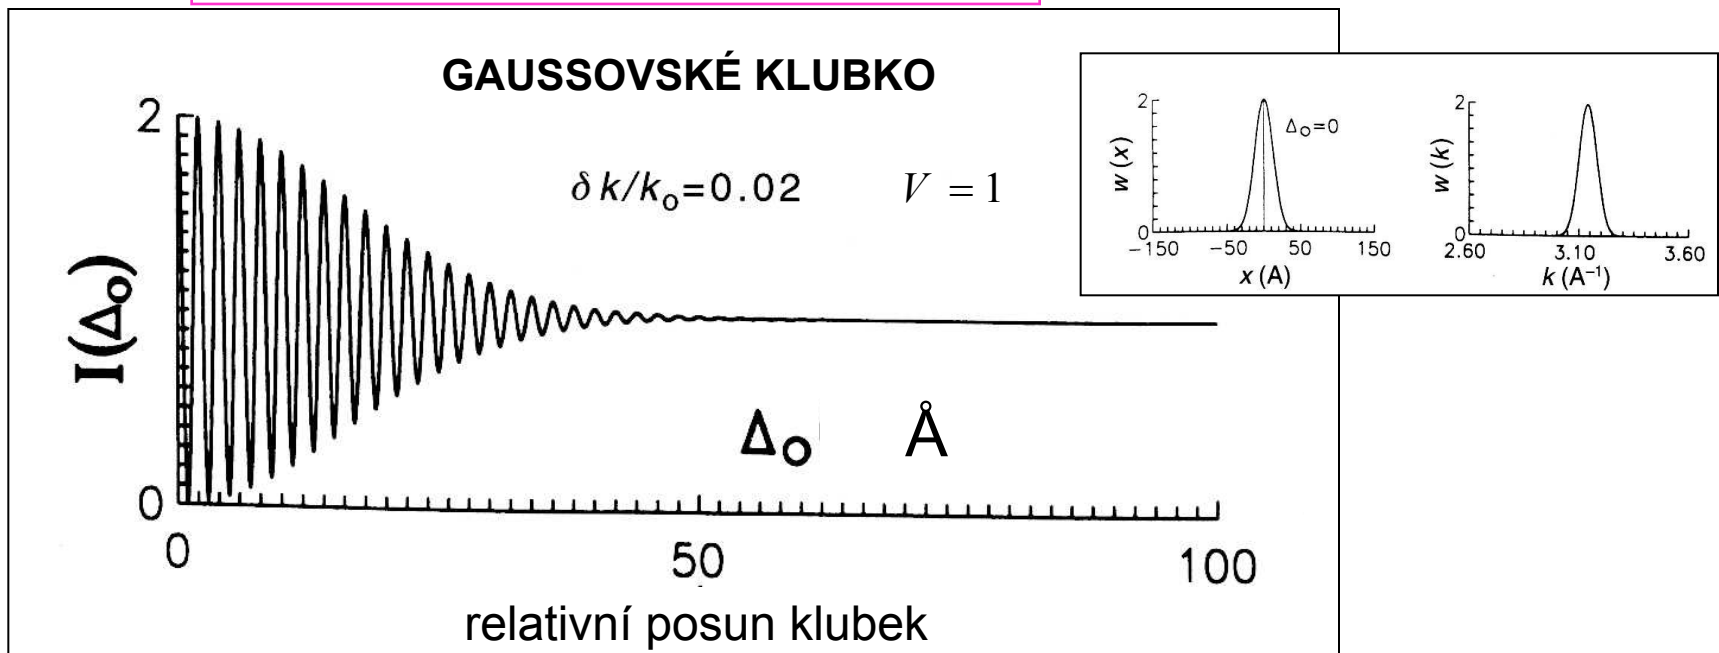 GAUSSOVSKÉ KLUBKO
δ k/k₀=0.02 V = 1
2
I(Δ₀)
0
Δ₀ Å
0 50 100
relativní posun klubek
2
w (x)
Δ₀=0
0
−150 −50 50 150
x (A)
2
w (k)
0
2.60 3.10 3.60
k (A⁻¹)